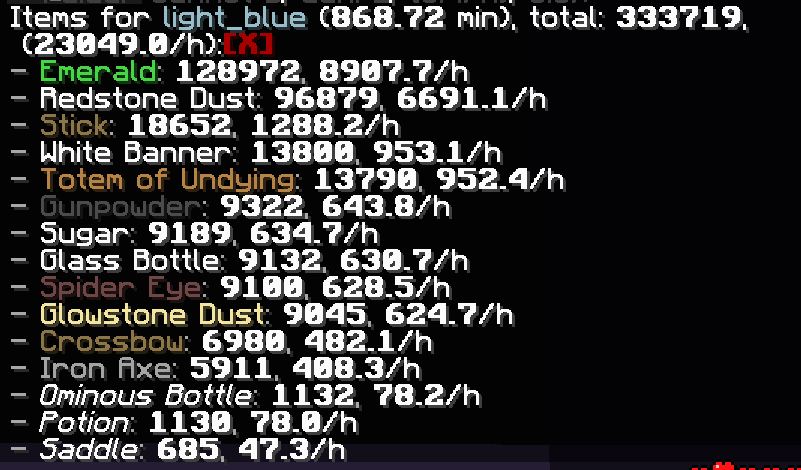 Items for light_blue (868.72 min), total: 333719,
(23049.0/h):[X]
- Emerald: 128972, 8907.7/h
- Redstone Dust: 96879, 6691.1/h
- Stick: 18652, 1288.2/h
- White Banner: 13800, 953.1/h
- Totem of Undying: 13790, 952.4/h
- Gunpowder: 9322, 643.8/h
- Sugar: 9189, 634.7/h
- Glass Bottle: 9132, 630.7/h
- Spider Eye: 9100, 628.5/h
- Glowstone Dust: 9045, 624.7/h
- Crossbow: 6980, 482.1/h
- Iron Axe: 5911, 408.3/h
- Ominous Bottle: 1132, 78.2/h
- Potion: 1130, 78.0/h
- Saddle: 685, 47.3/h